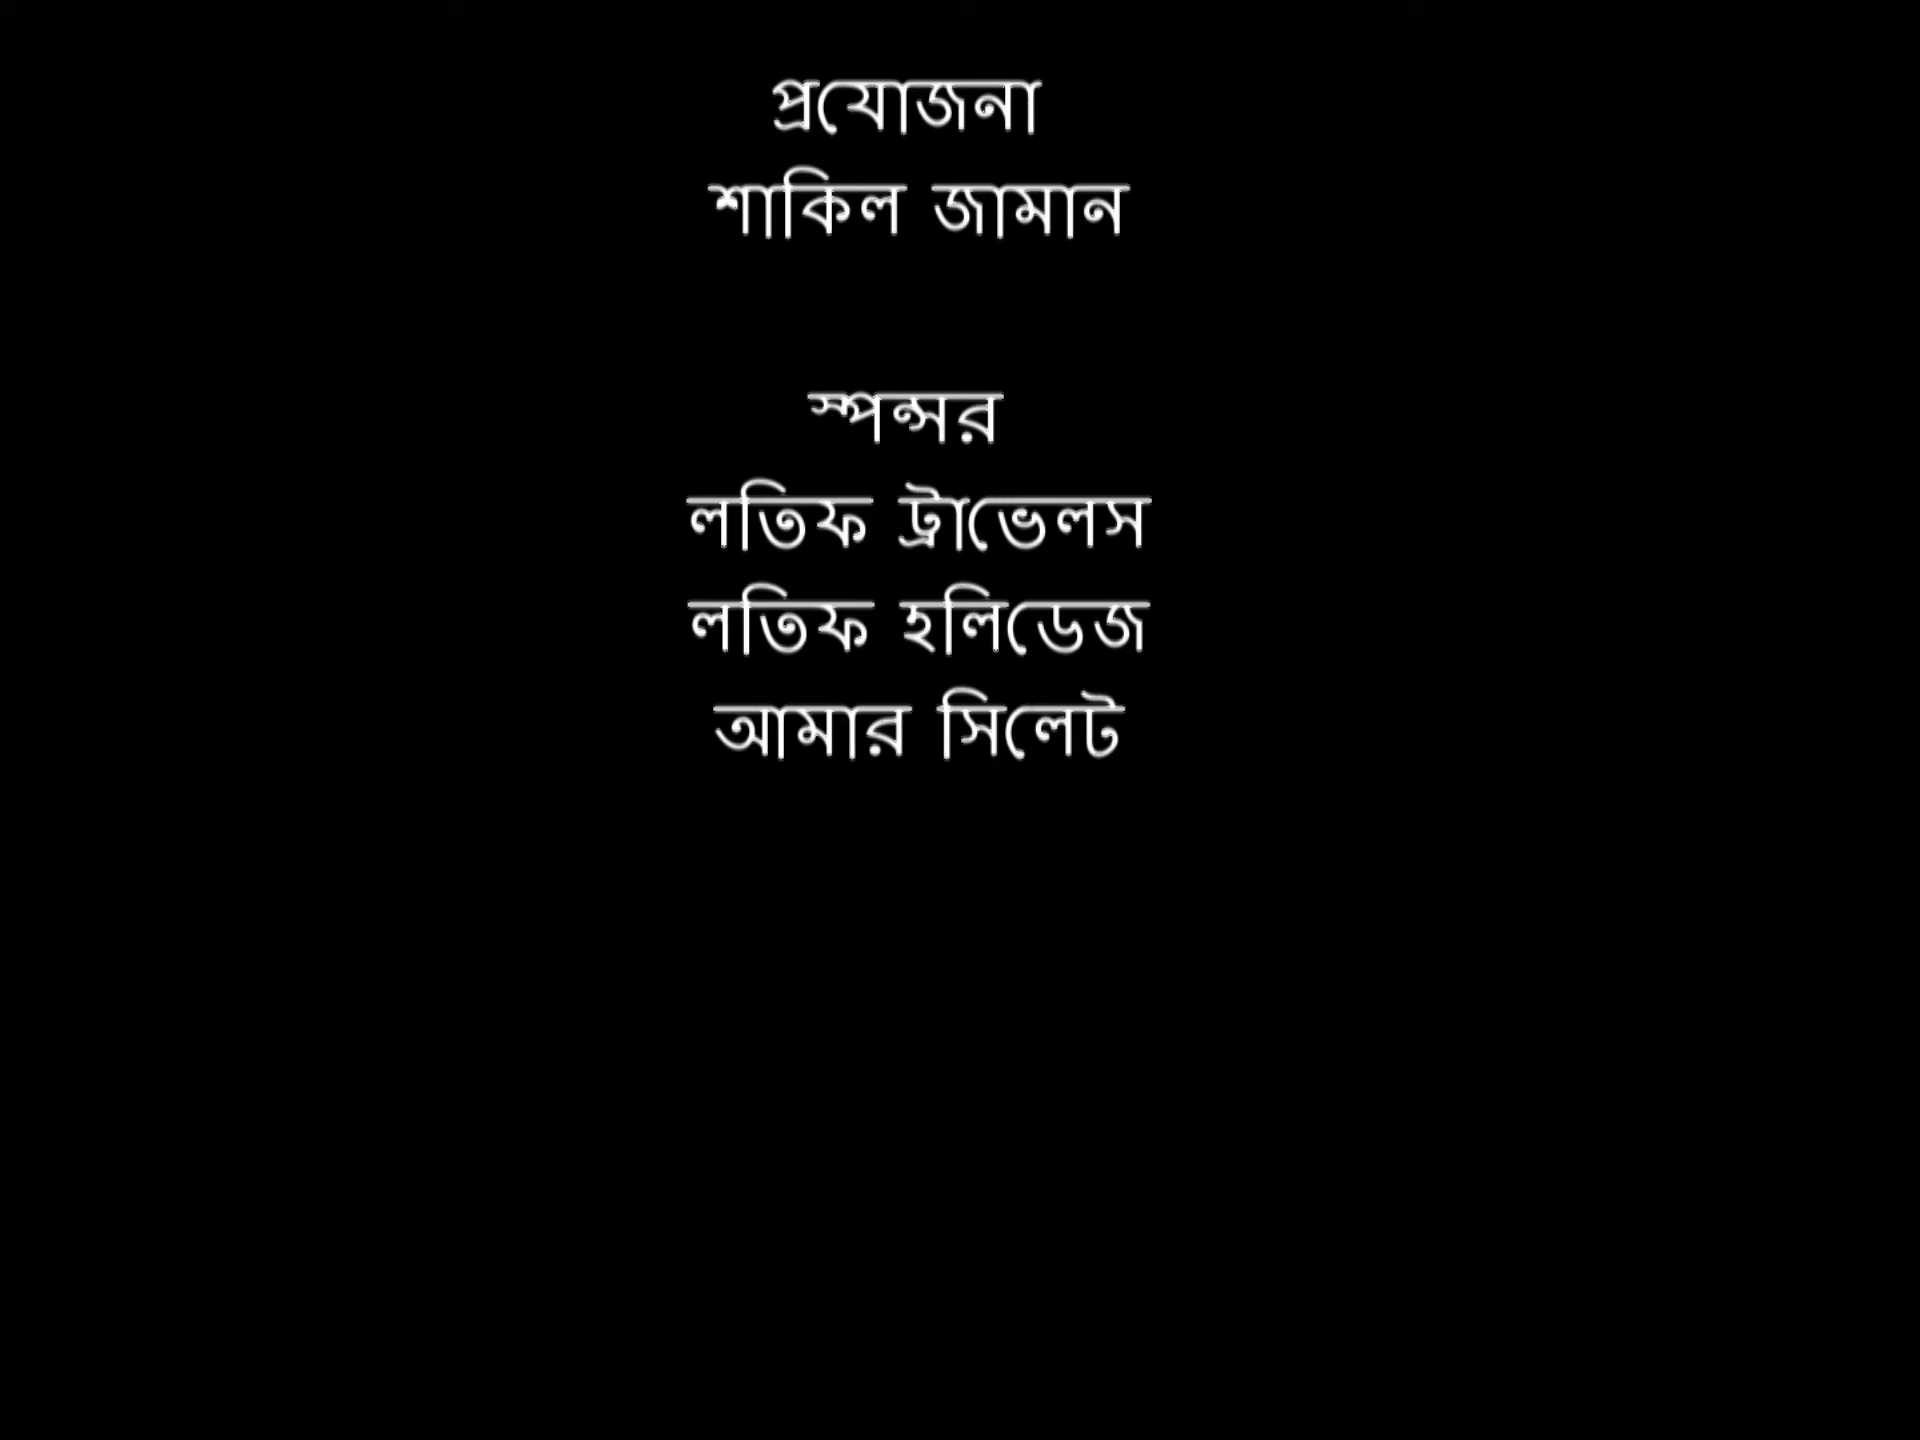 প্রযোজনা
শাকিল জামান
স্পন্সর
লতিফ ট্রাভেলস
লতিফ হলিডেজ
আমার সিলেট